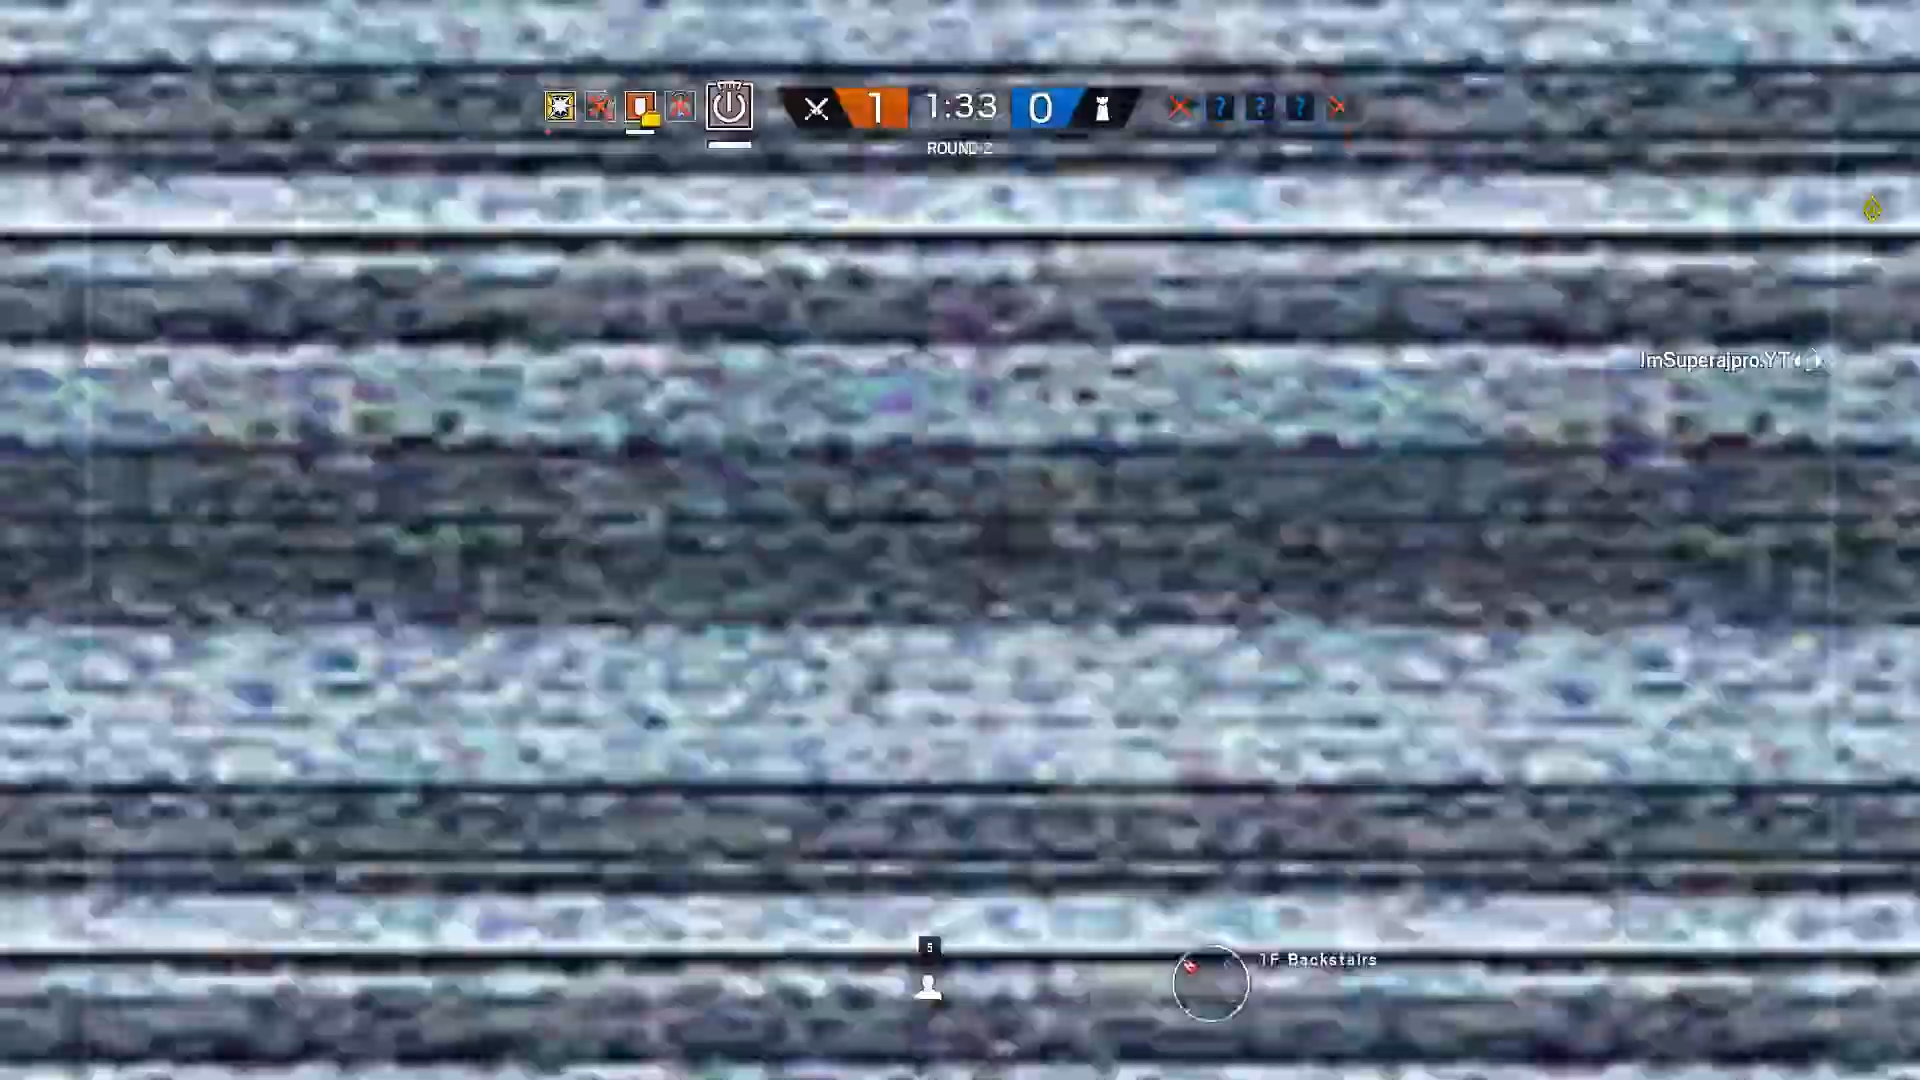 1 1:33 0
? ? ?
ROUND 2
ImSuperajpro.YT
5
1F Backstairs